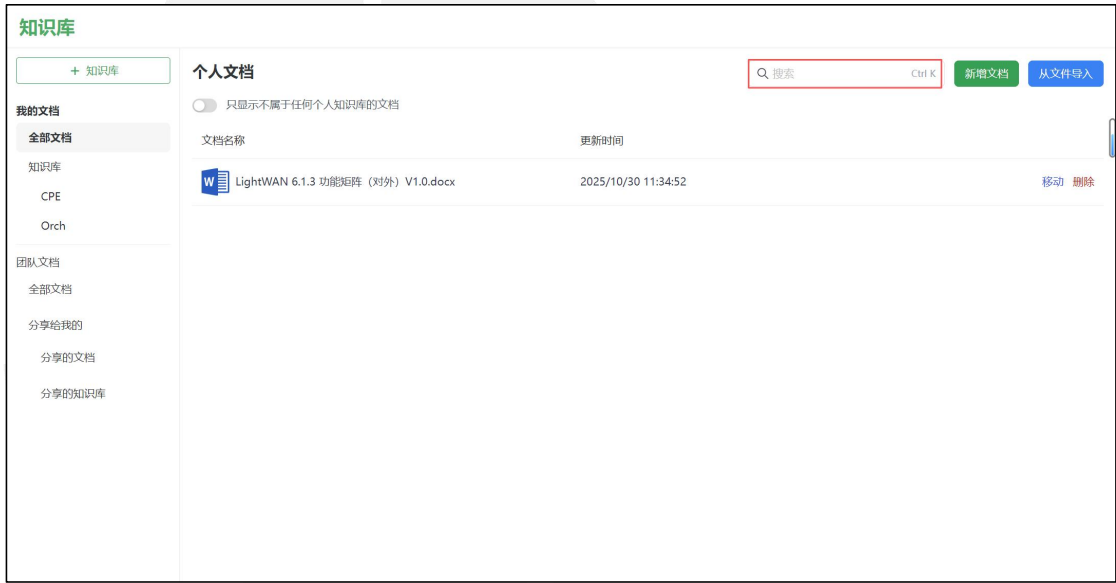 知识库
+ 知识库
我的文档
全部文档
知识库
CPE
Orch
团队文档
全部文档
分享给我的
分享的文档
分享的知识库
个人文档
搜索 Ctrl K
新增文档
从文件导入
只显示不属于任何个人知识库的文档
文档名称 更新时间
W LightWAN 6.1.3 功能矩阵（对外）V1.0.docx 2025/10/30 11:34:52 移动 删除